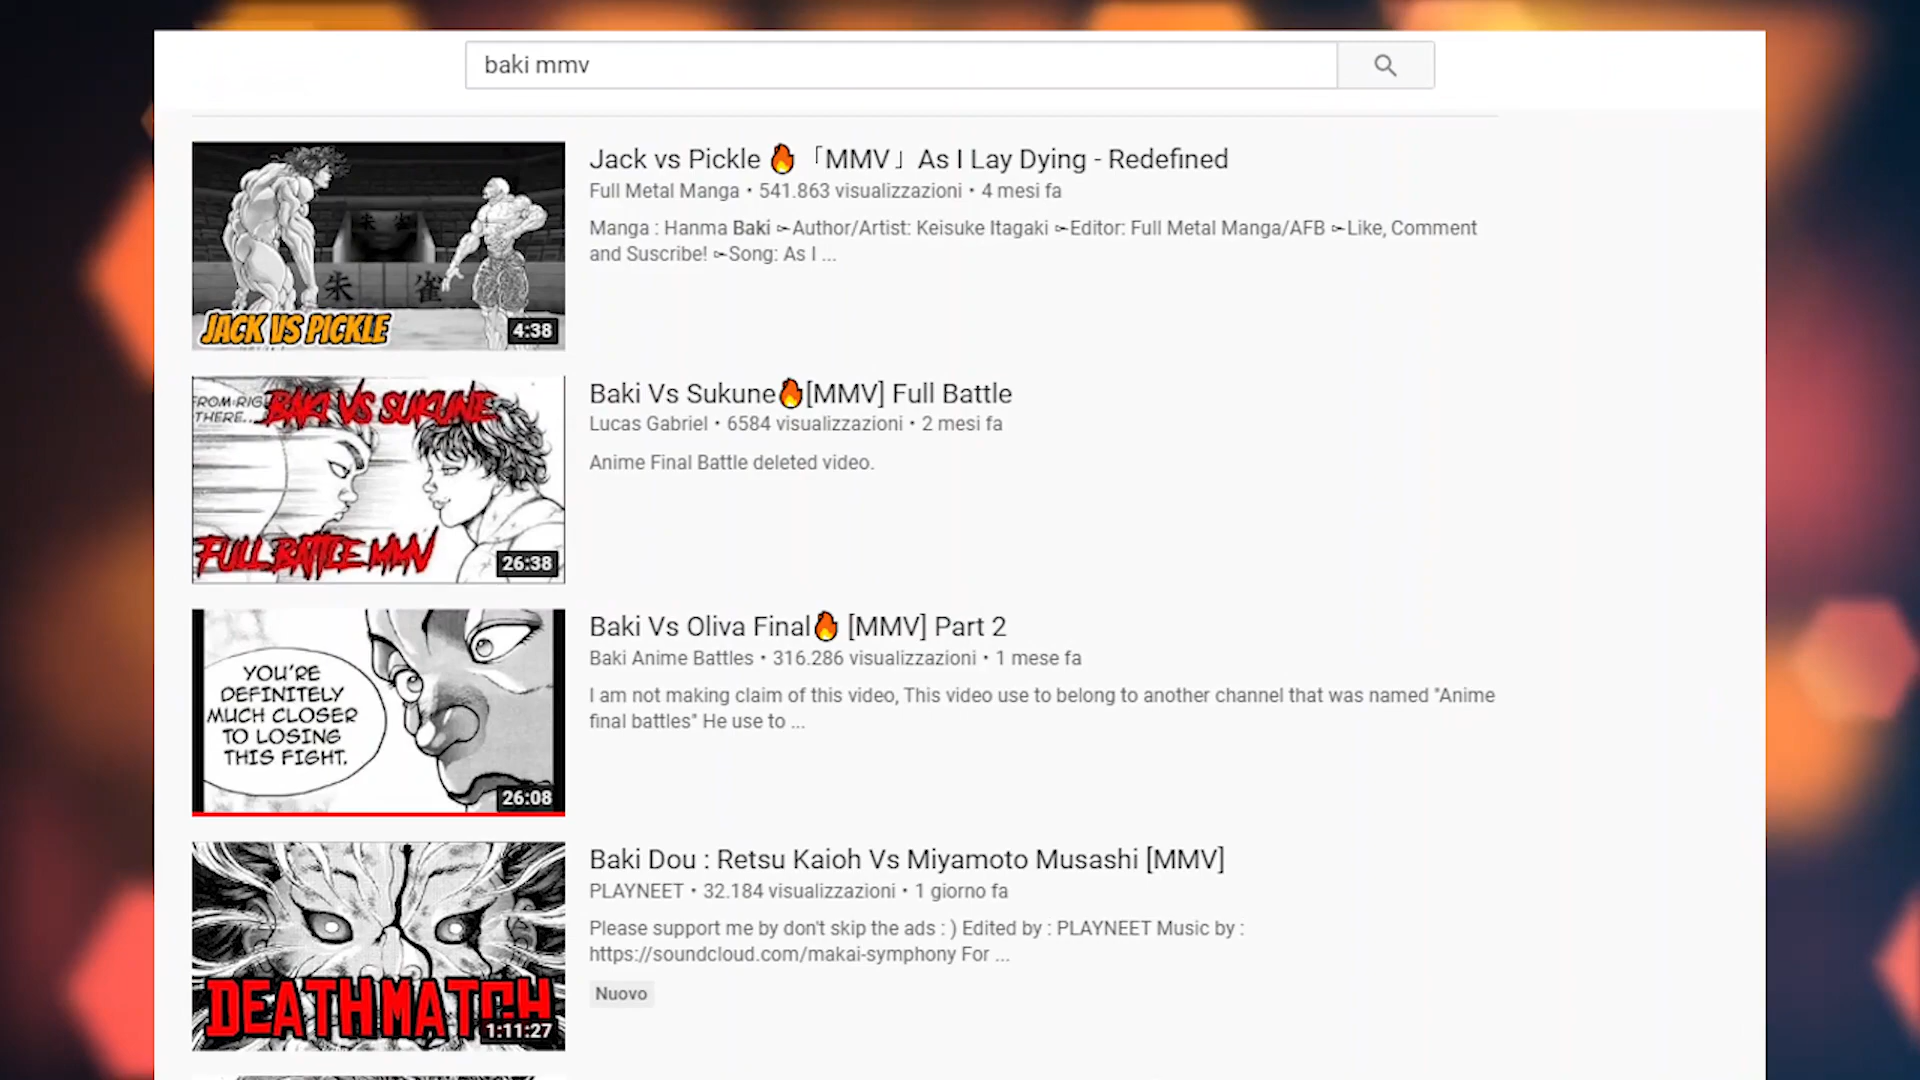 baki mmv
朱 雀
朱 雀
JACK VS PICKLE
4:38
Jack vs Pickle 🔥「MMV」As I Lay Dying - Redefined
Full Metal Manga • 541.863 visualizzazioni • 4 mesi fa
Manga : Hanma Baki ➛Author/Artist: Keisuke Itagaki ➛Editor: Full Metal Manga/AFB ➛Like, Comment
and Suscribe! ➛Song: As I ...
FROM RIG
THERE...
BAKI VS SUKUNE
FULL BATTLE MMV
26:38
Baki Vs Sukune🔥[MMV] Full Battle
Lucas Gabriel • 6584 visualizzazioni • 2 mesi fa
Anime Final Battle deleted video.
YOU'RE
DEFINITELY
MUCH CLOSER
TO LOSING
THIS FIGHT.
26:08
Baki Vs Oliva Final🔥 [MMV] Part 2
Baki Anime Battles • 316.286 visualizzazioni • 1 mese fa
I am not making claim of this video, This video use to belong to another channel that was named "Anime
final battles" He use to ...
DEATHMATCH
1:11:27
Baki Dou : Retsu Kaioh Vs Miyamoto Musashi [MMV]
PLAYNEET • 32.184 visualizzazioni • 1 giorno fa
Please support me by don't skip the ads : ) Edited by : PLAYNEET Music by :
https://soundcloud.com/makai-symphony For ...
Nuovo